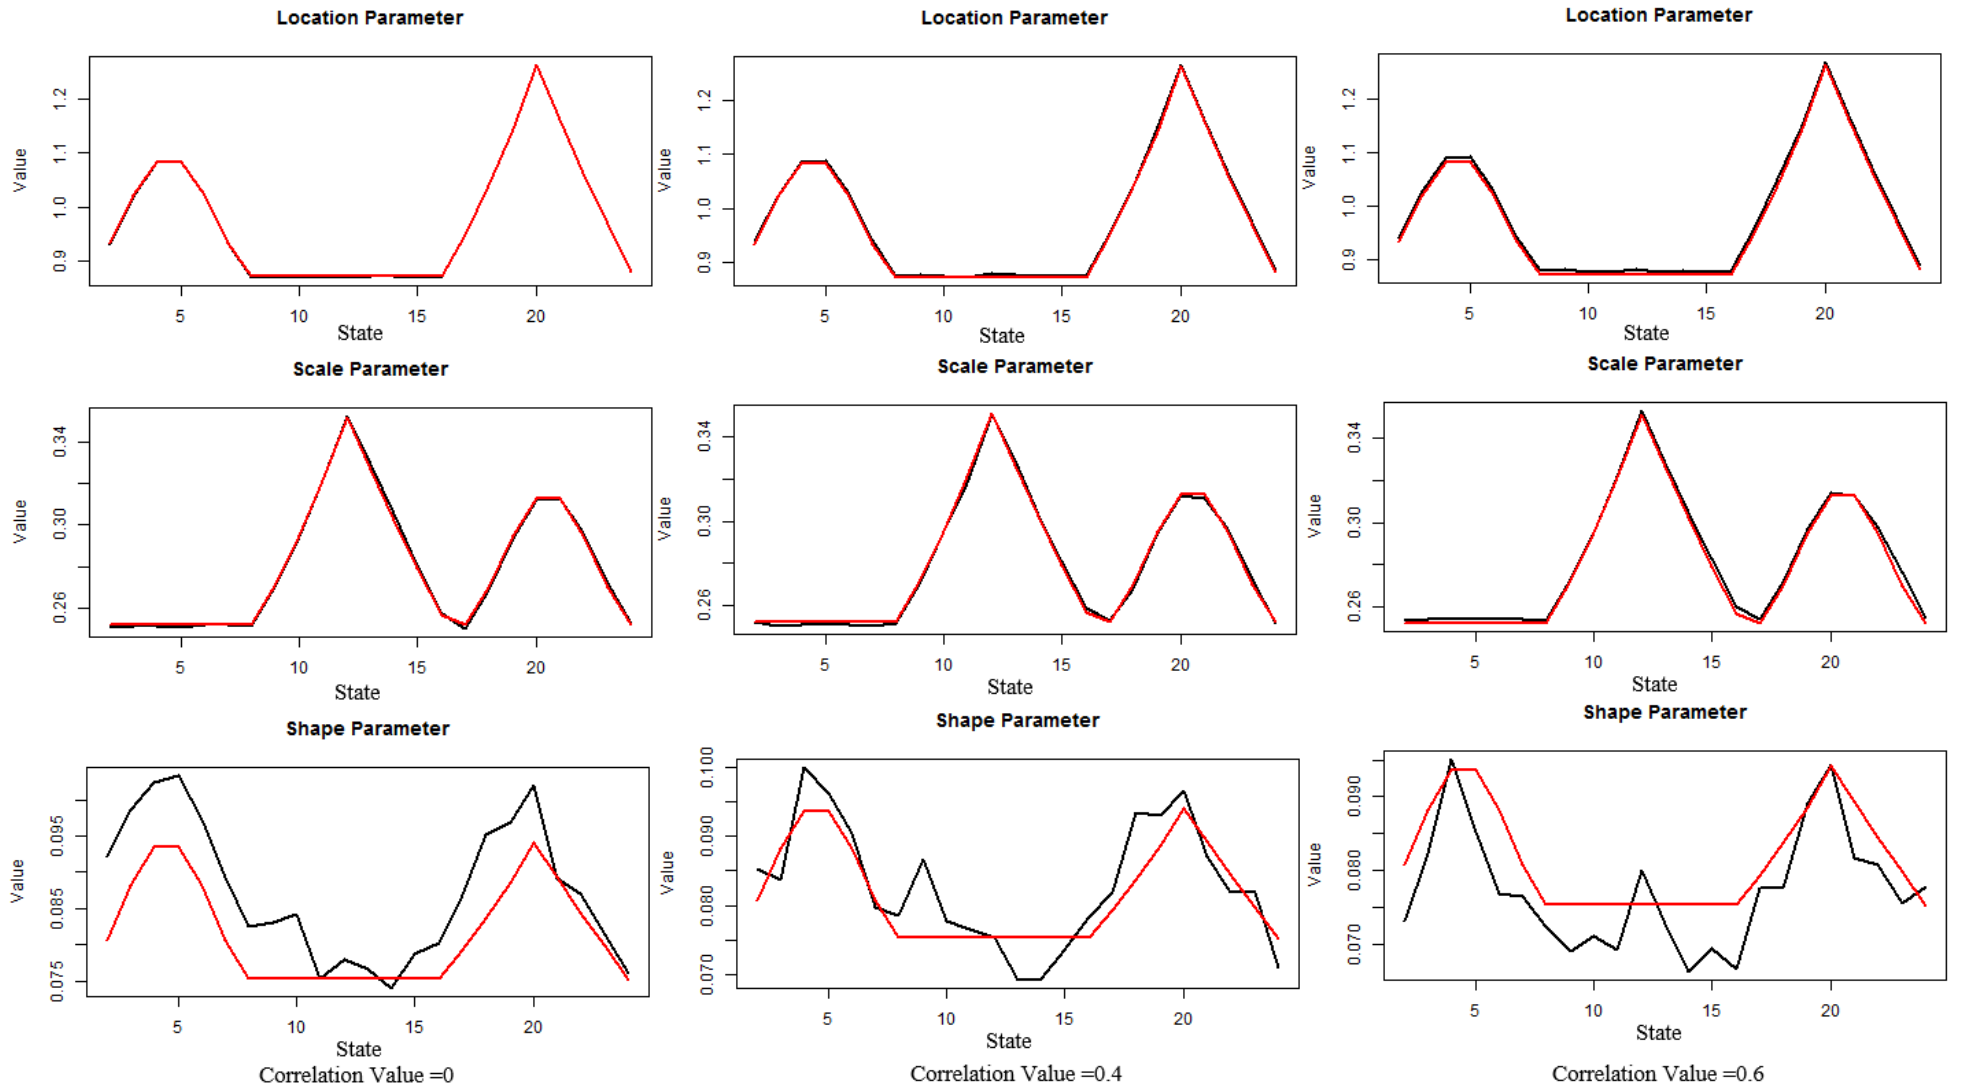 Location Parameter
Value
0.9 1.0 1.1 1.2
5 10 15 20
State
Location Parameter
Value
0.9 1.0 1.1 1.2
5 10 15 20
State
Location Parameter
Value
0.9 1.0 1.1 1.2
5 10 15 20
State
Scale Parameter
Value
0.26 0.30 0.34
5 10 15 20
State
Scale Parameter
Value
0.26 0.30 0.34
5 10 15 20
State
Scale Parameter
Value
0.26 0.30 0.34
5 10 15 20
State
Shape Parameter
Value
0.075 0.085 0.095
5 10 15 20
State
Correlation Value =0
Shape Parameter
Value
0.070 0.080 0.090 0.100
5 10 15 20
State
Correlation Value =0.4
Shape Parameter
Value
0.070 0.080 0.090
5 10 15 20
State
Correlation Value =0.6